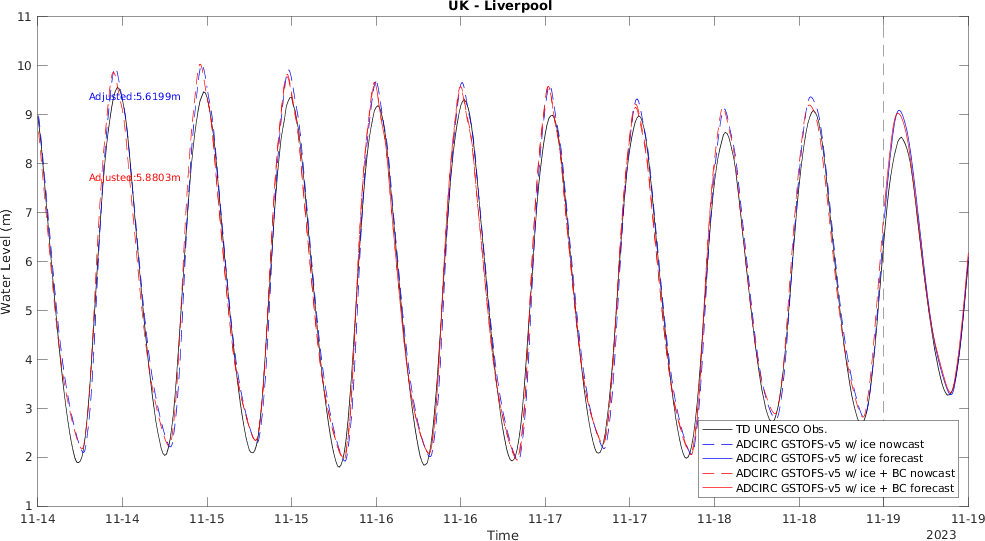 UK - Liverpool
11
10
9
8
7
6
5
4
3
2
1
Water Level (m)
Adjusted:5.6199m
Adjusted:5.8803m
TD UNESCO Obs.
ADCIRC GSTOFS-v5 w/ ice nowcast
ADCIRC GSTOFS-v5 w/ ice forecast
ADCIRC GSTOFS-v5 w/ ice + BC nowcast
ADCIRC GSTOFS-v5 w/ ice + BC forecast
11-14 11-14 11-15 11-15 11-16 11-16 11-17 11-17 11-18 11-18 11-19 11-19
Time
2023